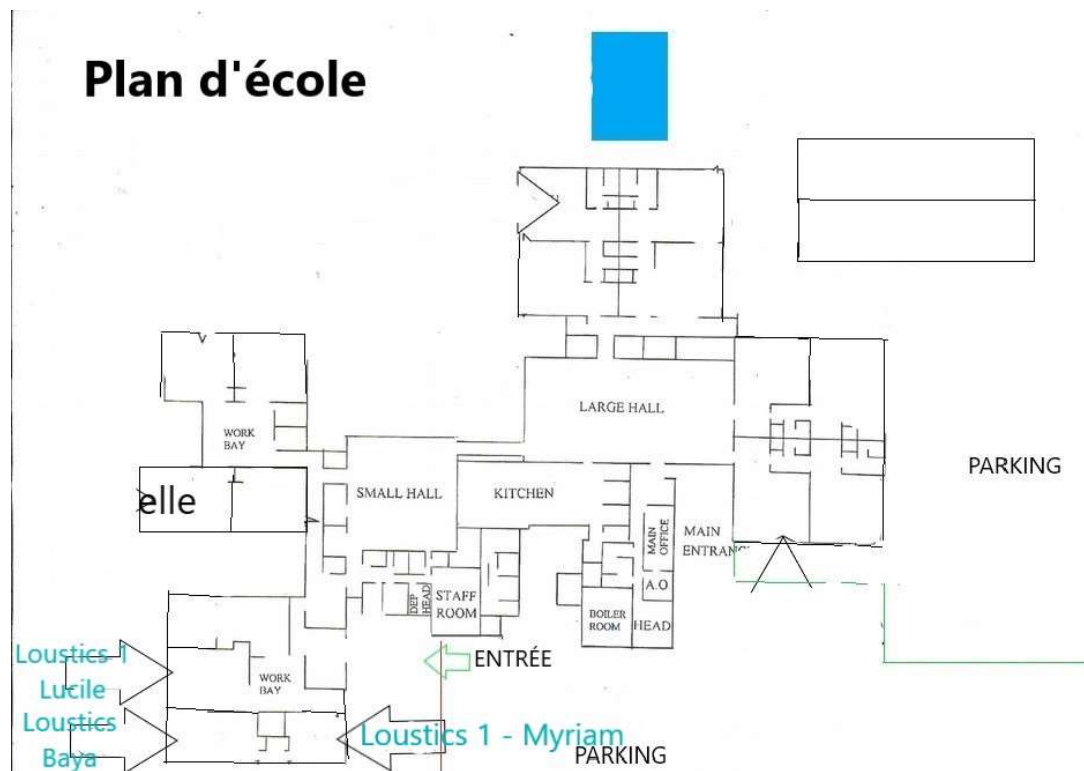 Plan d'école
LARGE HALL
WORK
BAY
PARKING
elle
SMALL HALL
KITCHEN
MAIN
OFFICE
MAIN
ENTRANC
A.O
DEP
HEAD
STAFF
ROOM
BOILER
ROOM
HEAD
Loustics 1
Lucile
ENTRÉE
WORK
BAY
Loustics
Baya
Loustics 1 - Myriam
PARKING